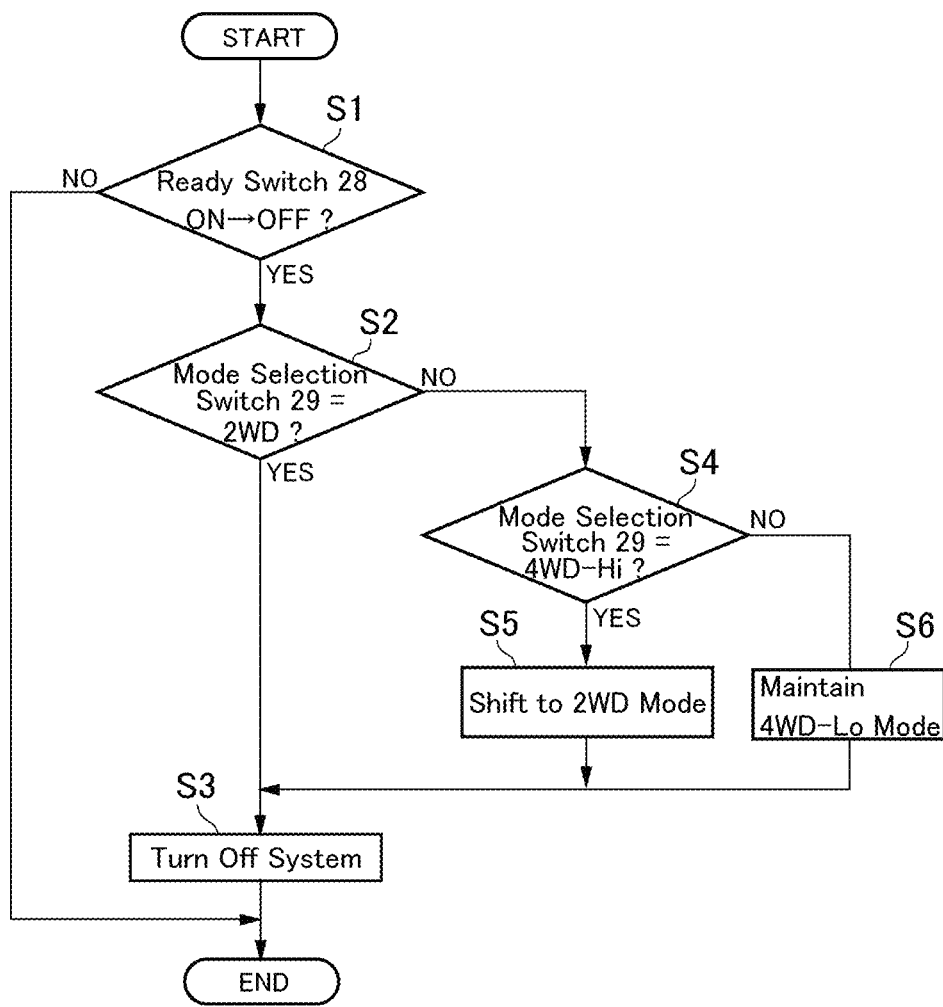 START
S1
NO
Ready Switch 28
ON→OFF ?
YES
S2
Mode Selection
Switch 29 =
2WD ?
NO
YES
S4
Mode Selection
Switch 29 =
4WD-Hi ?
NO
YES
S5
Shift to 2WD Mode
S6
Maintain
4WD-Lo Mode
S3
Turn Off System
END